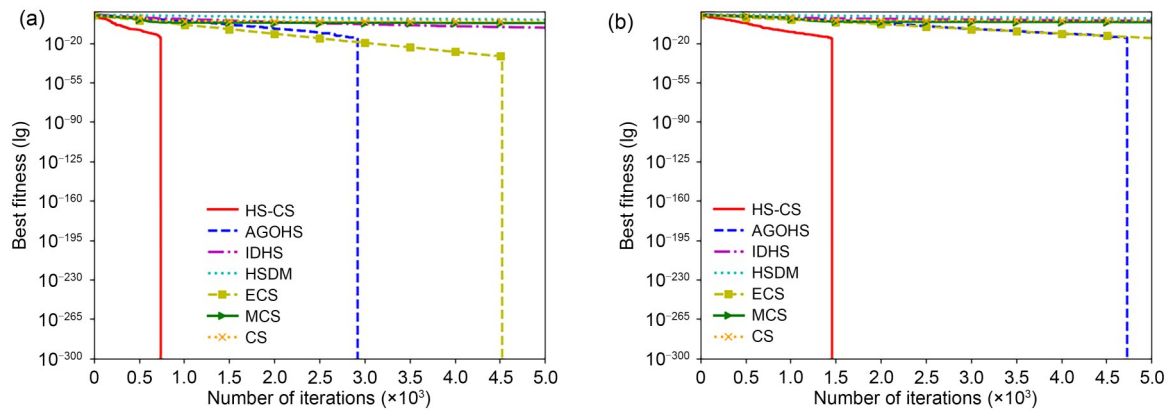 (a)
Best fitness (lg)
10⁻²⁰
10⁻⁵⁵
10⁻⁹⁰
10⁻¹²⁵
10⁻¹⁶⁰
10⁻¹⁹⁵
10⁻²³⁰
10⁻²⁶⁵
10⁻³⁰⁰
HS-CS
AGOHS
IDHS
HSDM
ECS
MCS
CS
0 0.5 1.0 1.5 2.0 2.5 3.0 3.5 4.0 4.5 5.0
Number of iterations (×10³)
(b)
Best fitness (lg)
10⁻²⁰
10⁻⁵⁵
10⁻⁹⁰
10⁻¹²⁵
10⁻¹⁶⁰
10⁻¹⁹⁵
10⁻²³⁰
10⁻²⁶⁵
10⁻³⁰⁰
HS-CS
AGOHS
IDHS
HSDM
ECS
MCS
CS
0 0.5 1.0 1.5 2.0 2.5 3.0 3.5 4.0 4.5 5.0
Number of iterations (×10³)